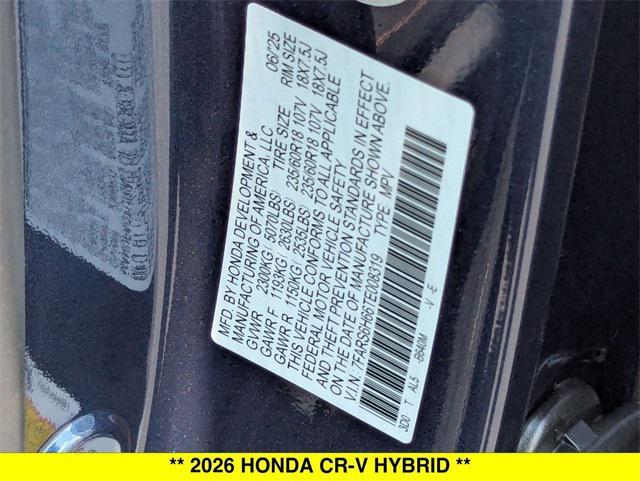 MFD. BY HONDA DEVELOPMENT & 06/25
MANUFACTURING OF AMERICA, LLC
TIRE SIZE RIM SIZE
GVWR 2300KG 5070LBS)
GAWR F 1193KG 2630LBS) 235/60R18 107V 18X7.5J
GAWR R 1150KG 2535LBS) 235/60R18 107V 18X7.5J
THIS VEHICLE CONFORMS TO ALL APPLICABLE
FEDERAL MOTOR VEHICLE SAFETY
AND THEFT PREVENTION STANDARDS IN EFFECT
ON THE DATE OF MANUFACTURE SHOWN ABOVE.
V.I.N.:7FARS6H66TE008319 TYPE: MPV
3D0 T AL5 B640M -V -E
** 2026 HONDA CR-V HYBRID **